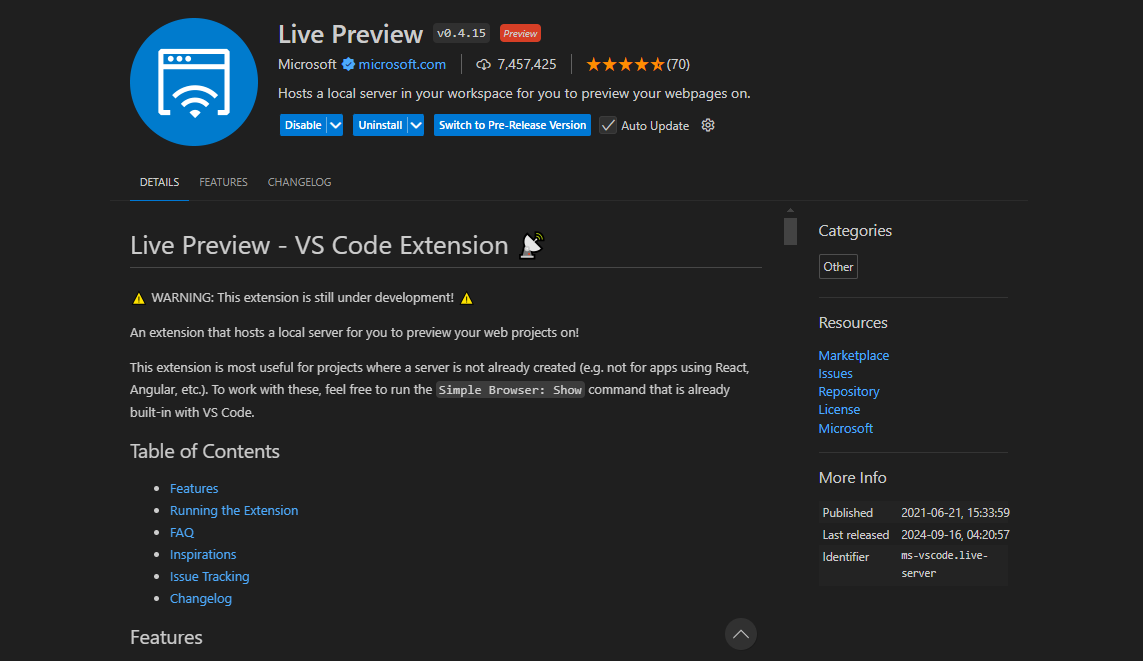 Live Preview v0.4.15 Preview
Microsoft microsoft.com 7,457,425 (70)
Hosts a local server in your workspace for you to preview your webpages on.
Disable Uninstall Switch to Pre-Release Version Auto Update
DETAILS FEATURES CHANGELOG
Live Preview - VS Code Extension
WARNING: This extension is still under development!
An extension that hosts a local server for you to preview your web projects on!
This extension is most useful for projects where a server is not already created (e.g. not for apps using React,
Angular, etc.). To work with these, feel free to run the Simple Browser: Show command that is already
built-in with VS Code.
Table of Contents
Features
Running the Extension
FAQ
Inspirations
Issue Tracking
Changelog
Features
Categories
Other
Resources
Marketplace
Issues
Repository
License
Microsoft
More Info
Published 2021-06-21, 15:33:59
Last released 2024-09-16, 04:20:57
Identifier ms-vscode.live-
server